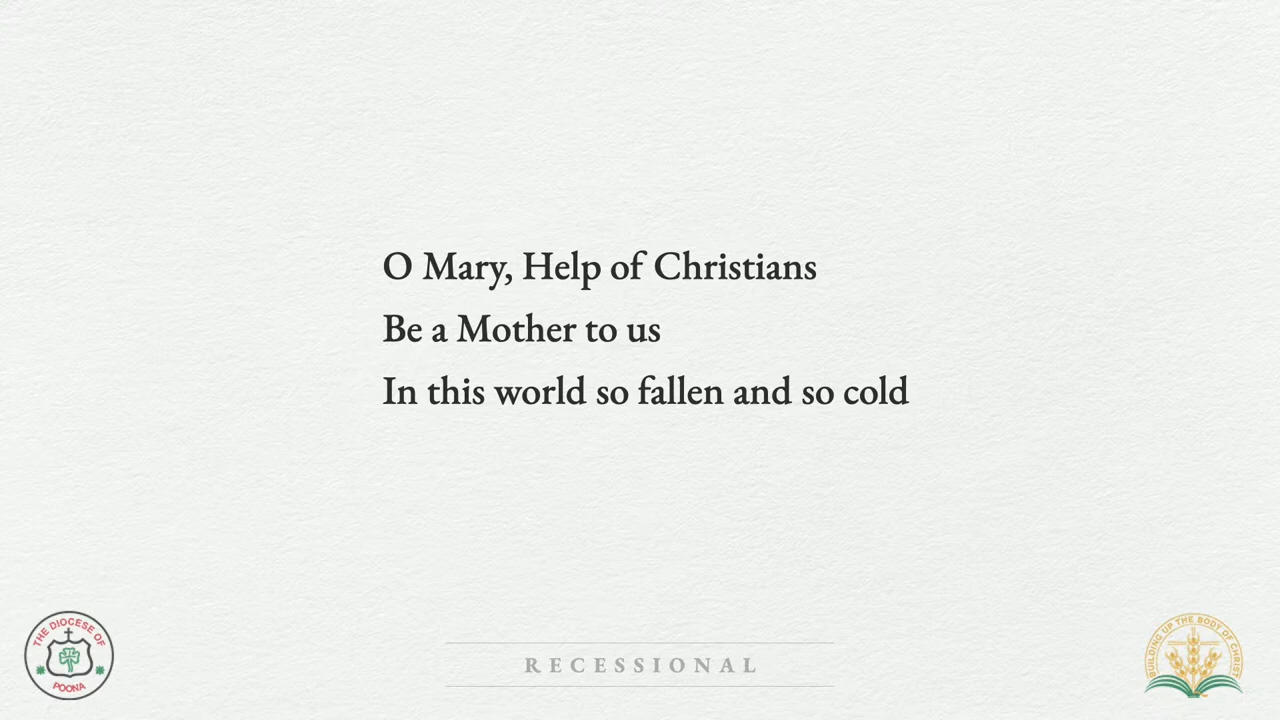 O Mary, Help of Christians
Be a Mother to us
In this world so fallen and so cold
THE DIOCESE OF
POONA
RECESSIONAL
BUILDING UP THE BODY OF CHRIST